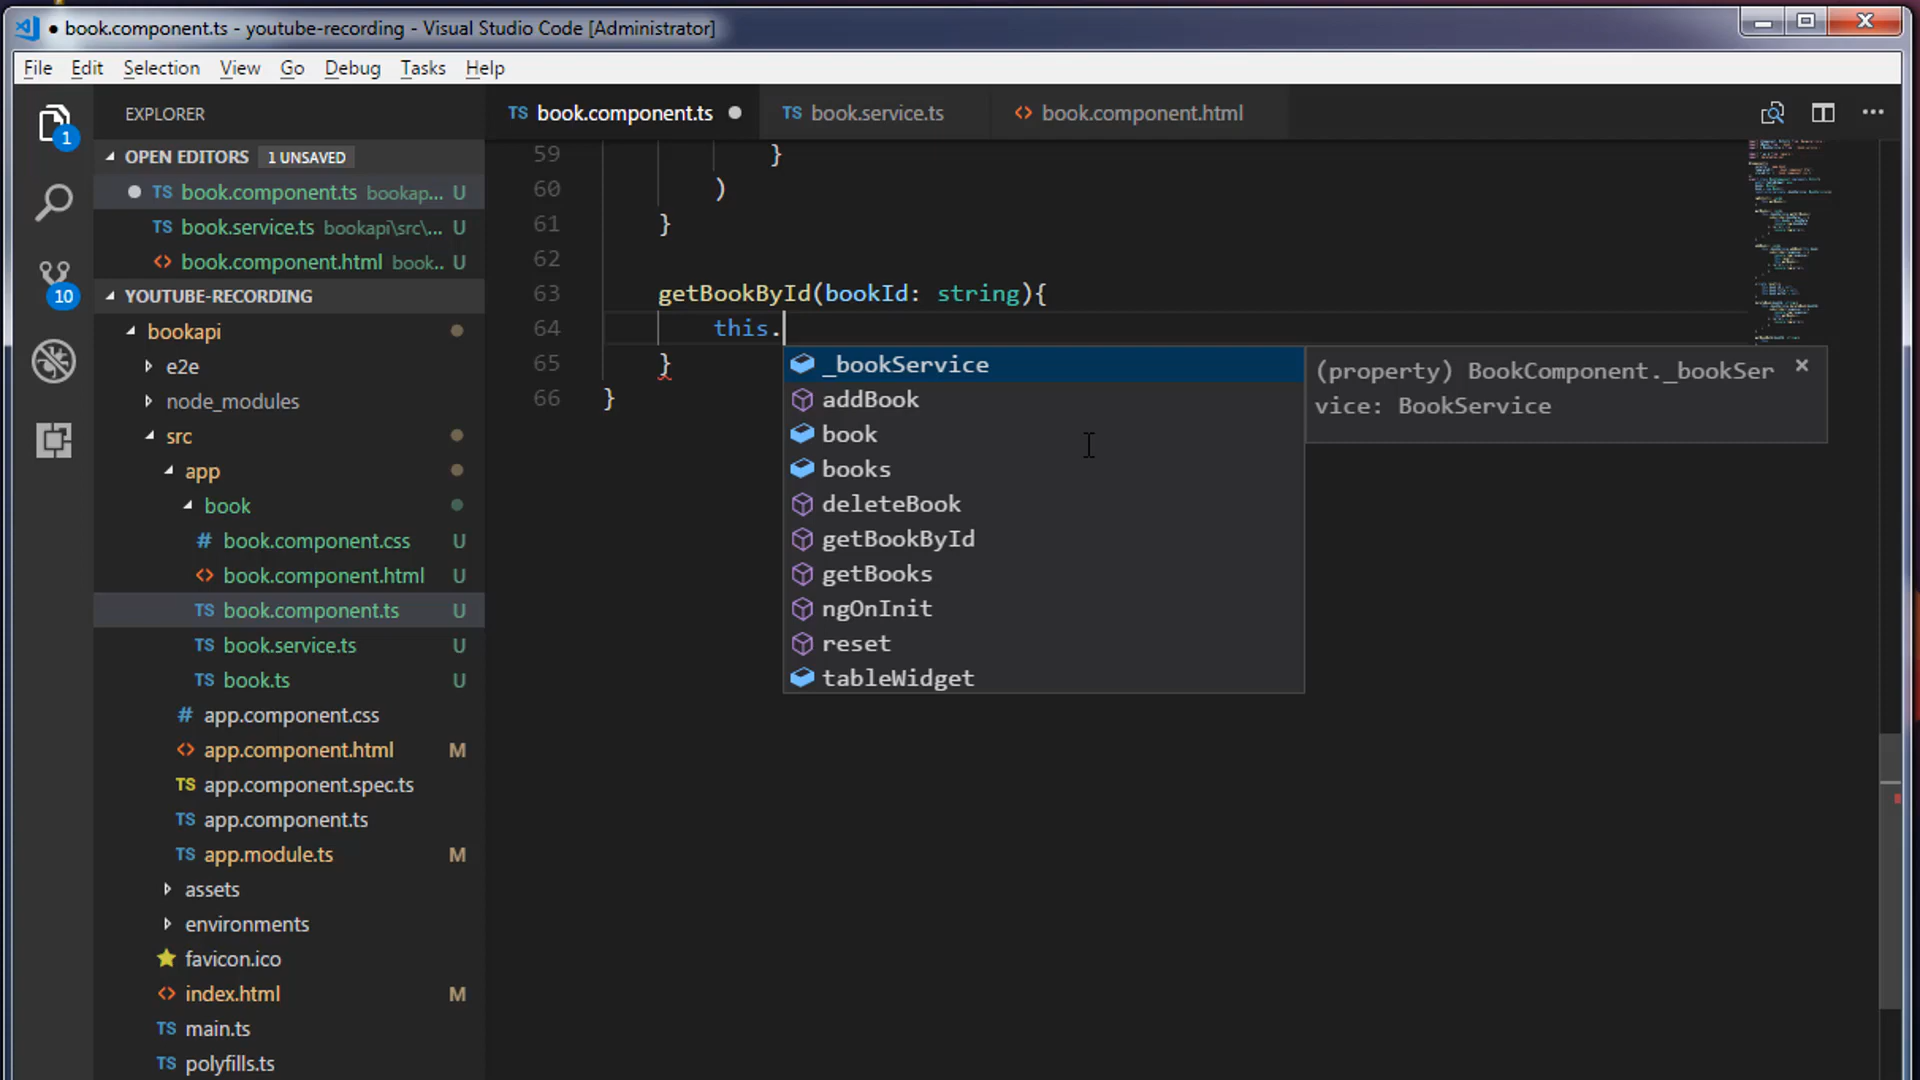 ● book.component.ts - youtube-recording - Visual Studio Code [Administrator]
File Edit Selection View Go Debug Tasks Help
EXPLORER
TS book.component.ts
TS book.service.ts
<> book.component.html
OPEN EDITORS 1 UNSAVED
TS book.component.ts bookap... U
TS book.service.ts bookapi\src\... U
<> book.component.html book.. U
YOUTUBE-RECORDING
bookapi
e2e
node_modules
src
app
book
# book.component.css U
<> book.component.html U
TS book.component.ts U
TS book.service.ts U
TS book.ts U
# app.component.css
<> app.component.html M
TS app.component.spec.ts
TS app.component.ts
TS app.module.ts M
assets
environments
favicon.ico
<> index.html M
TS main.ts
TS polyfills.ts
1
10
59 }
60 )
61 }
62
63 getBookById(bookId: string){
64 this.
65 }
66 }
_bookService
addBook
book
books
deleteBook
getBookById
getBooks
ngOnInit
reset
tableWidget
(property) BookComponent._bookSer
vice: BookService